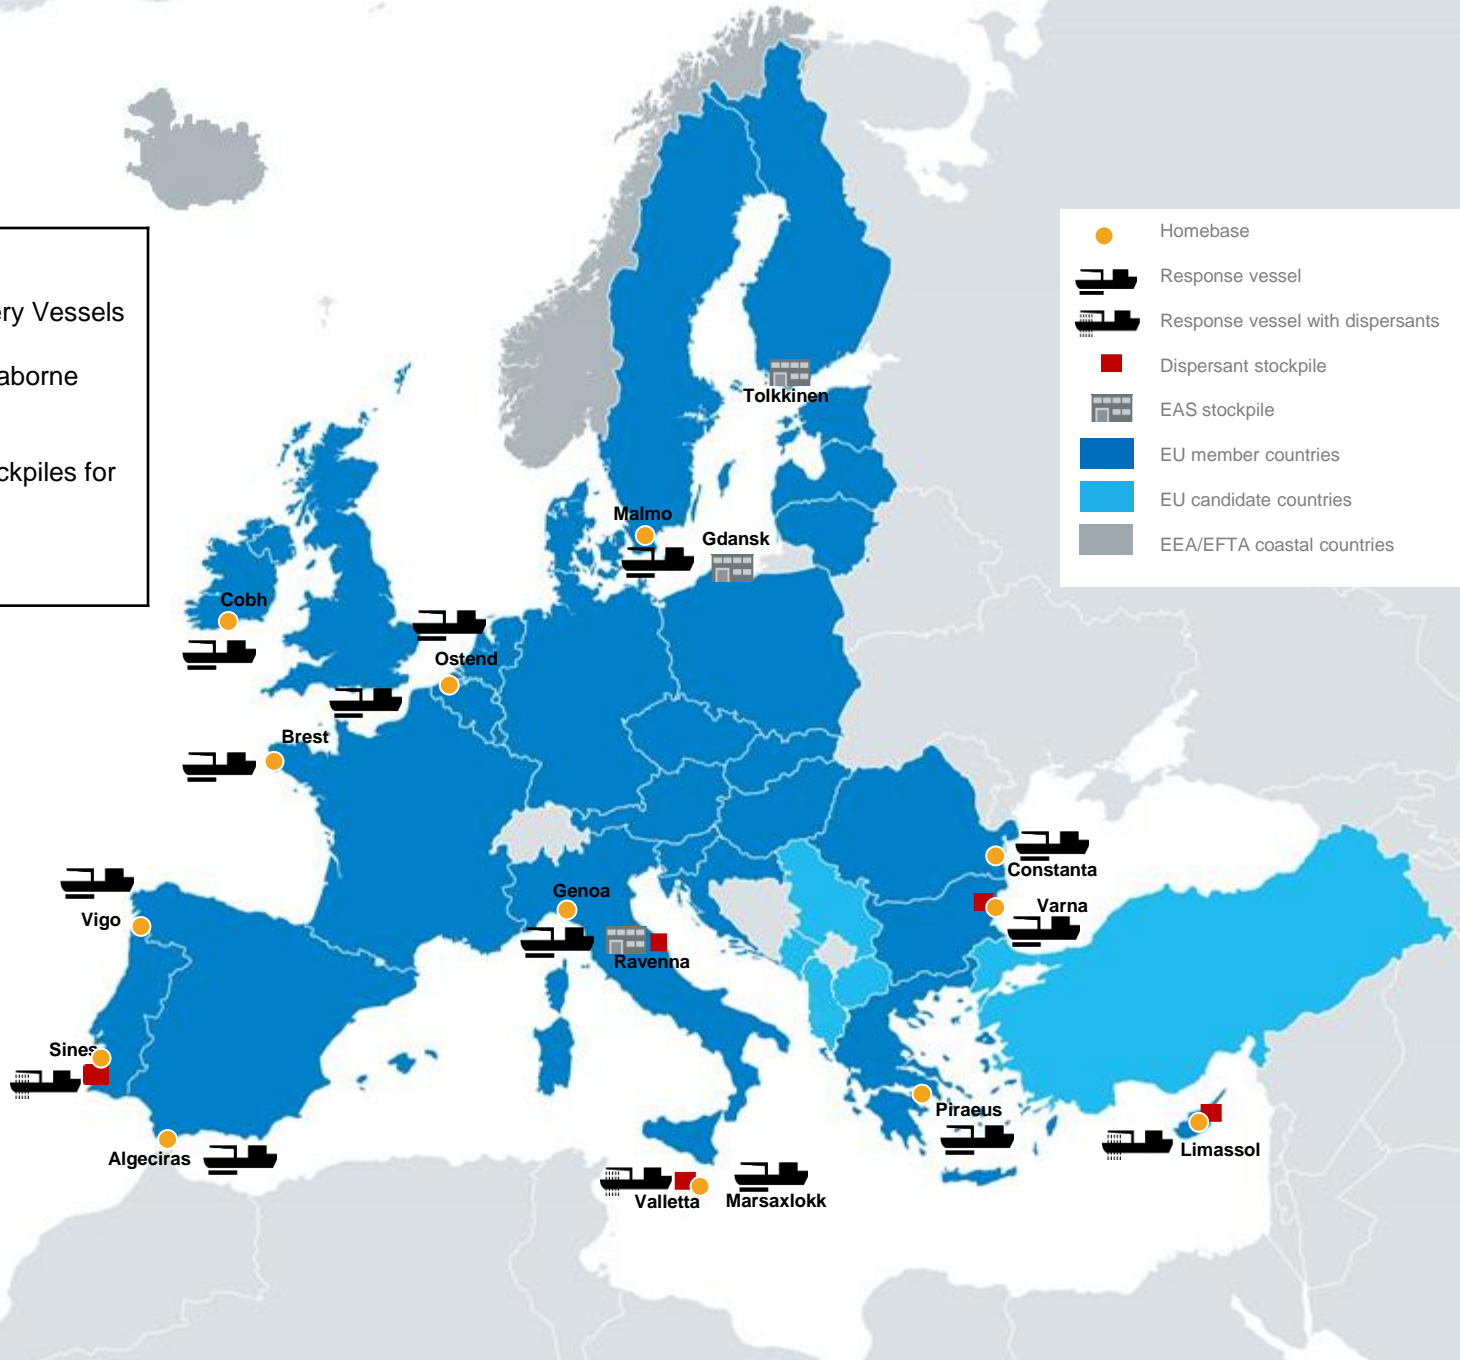 ery Vessels
aborne
ckpiles for
Homebase
Response vessel
Response vessel with dispersants
Dispersant stockpile
EAS stockpile
EU member countries
EU candidate countries
EEA/EFTA coastal countries
Tolkkinen
Malmo
Gdansk
Cobh
Ostend
Brest
Constanta
Genoa
Varna
Vigo
Ravenna
Sines
Piraeus
Algeciras
Limassol
Valletta
Marsaxlokk